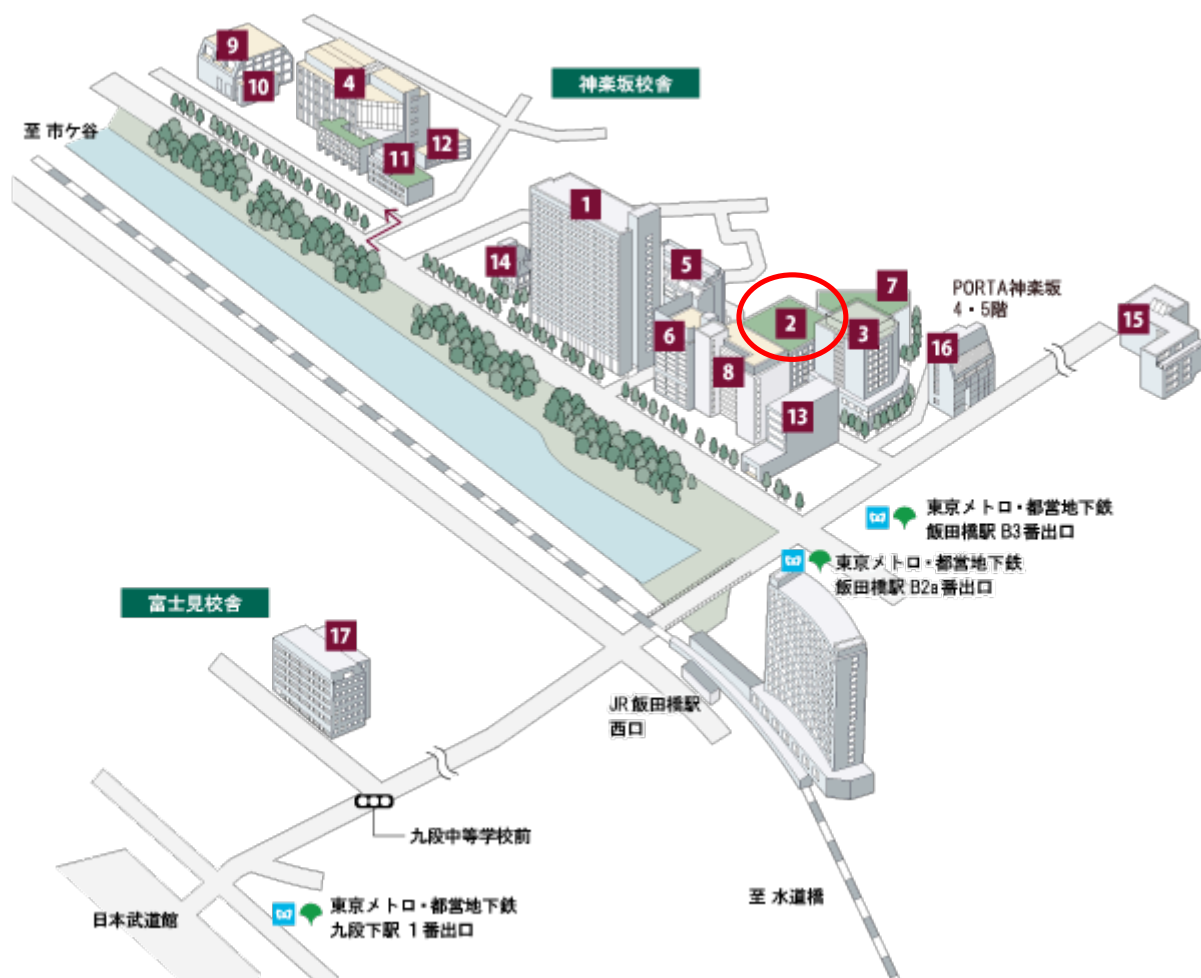 9
10
4
神楽坂校舎
至 市ケ谷
12
11
1
14
5
7
PORTA神楽坂
4・5階
2
15
6
3
16
8
13
東京メトロ・都営地下鉄
飯田橋駅 B3番出口
東京メトロ・都営地下鉄
飯田橋駅 B2a番出口
富士見校舎
17
JR飯田橋駅
西口
九段中等学校前
至 水道橋
日本武道館
東京メトロ・都営地下鉄
九段下駅 1番出口